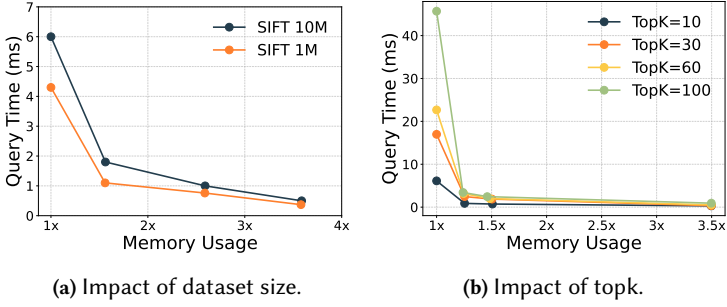 7
6
5
4
3
2
1
0
Query Time (ms)
SIFT 10M
SIFT 1M
1x 2x 3x 4x
Memory Usage
(a) Impact of dataset size.
40
30
20
10
0
Query Time (ms)
TopK=10
TopK=30
TopK=60
TopK=100
1x 1.5x 2x 2.5x 3x 3.5x
Memory Usage
(b) Impact of topk.